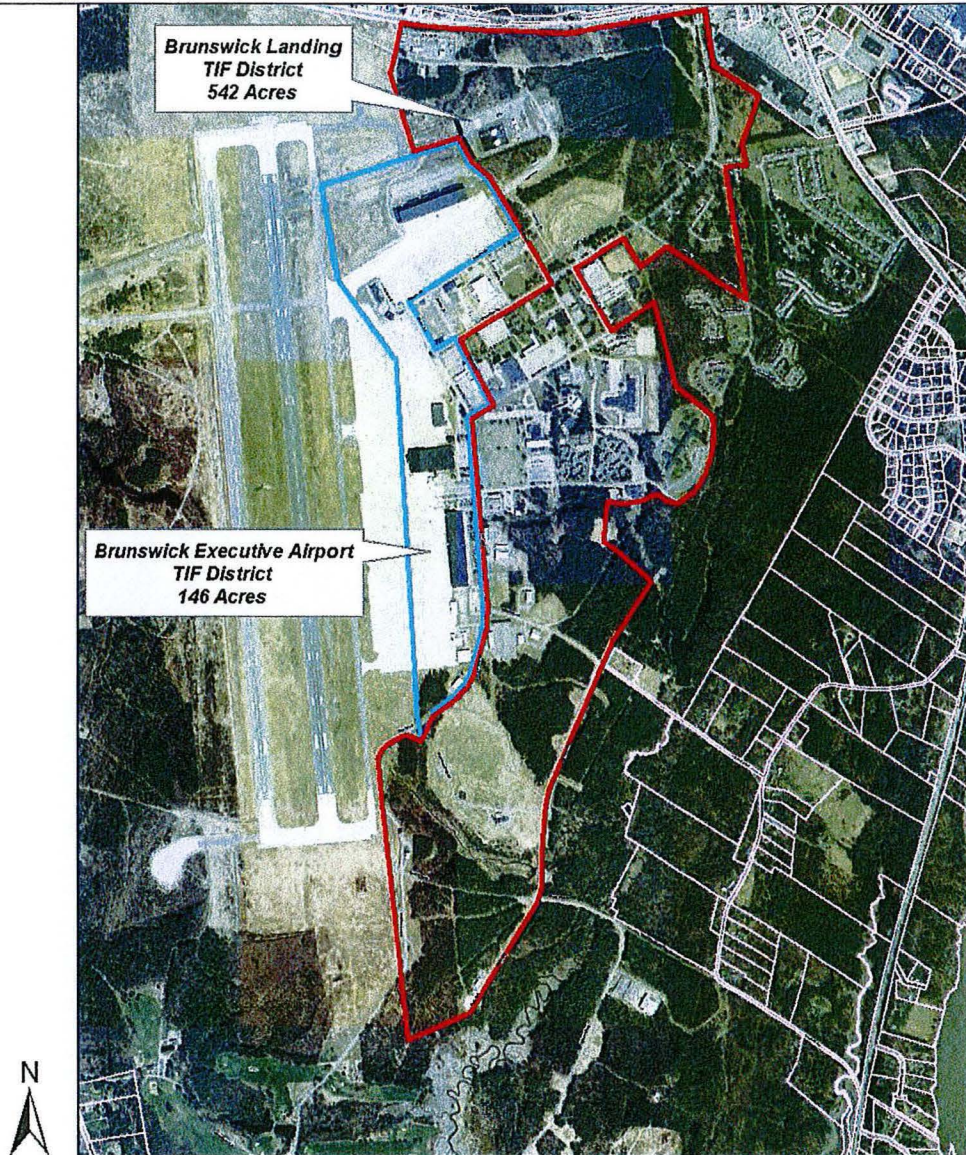 Brunswick Landing
TIF District
542 Acres
Brunswick Executive Airport
TIF District
146 Acres
N